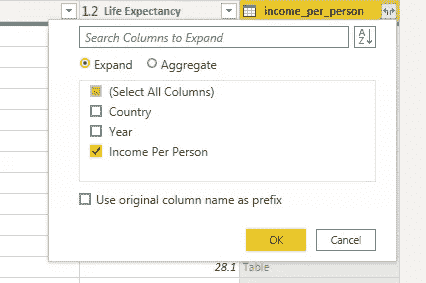 1.2 Life Expectancy income_per_person
Search Columns to Expand A Z
Expand Aggregate
(Select All Columns)
Country
Year
Income Per Person
Use original column name as prefix
OK Cancel
28.1 Table